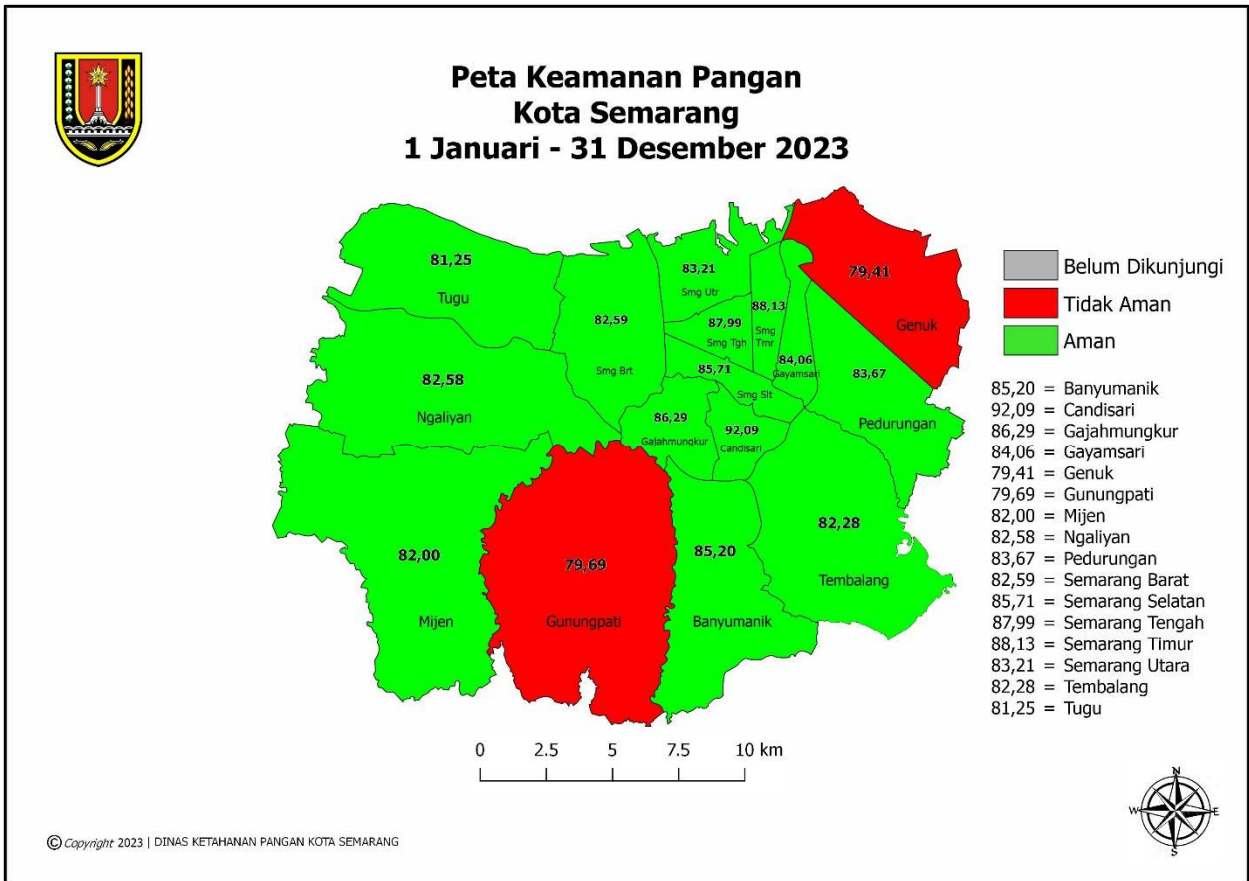 Peta Keamanan Pangan
Kota Semarang
1 Januari - 31 Desember 2023
81,25
Tugu
82,59
Smg Brt
83,21
Smg Utr
87,99
Smg Tgh
88,13
Smg
Tmr
84,06
Gayamsari
79,41
Genuk
83,67
Pedurungan
82,58
Ngaliyan
85,71
Smg Slt
86,29
Gajahmungkur
92,09
Candisari
82,00
Mijen
79,69
Gunungpati
85,20
Banyumanik
82,28
Tembalang
Belum Dikunjungi
Tidak Aman
Aman
85,20 = Banyumanik
92,09 = Candisari
86,29 = Gajahmungkur
84,06 = Gayamsari
79,41 = Genuk
79,69 = Gunungpati
82,00 = Mijen
82,58 = Ngaliyan
83,67 = Pedurungan
82,59 = Semarang Barat
85,71 = Semarang Selatan
87,99 = Semarang Tengah
88,13 = Semarang Timur
83,21 = Semarang Utara
82,28 = Tembalang
81,25 = Tugu
0 2.5 5 7.5 10 km
N
W E
S
© Copyright 2023 | DINAS KETAHANAN PANGAN KOTA SEMARANG